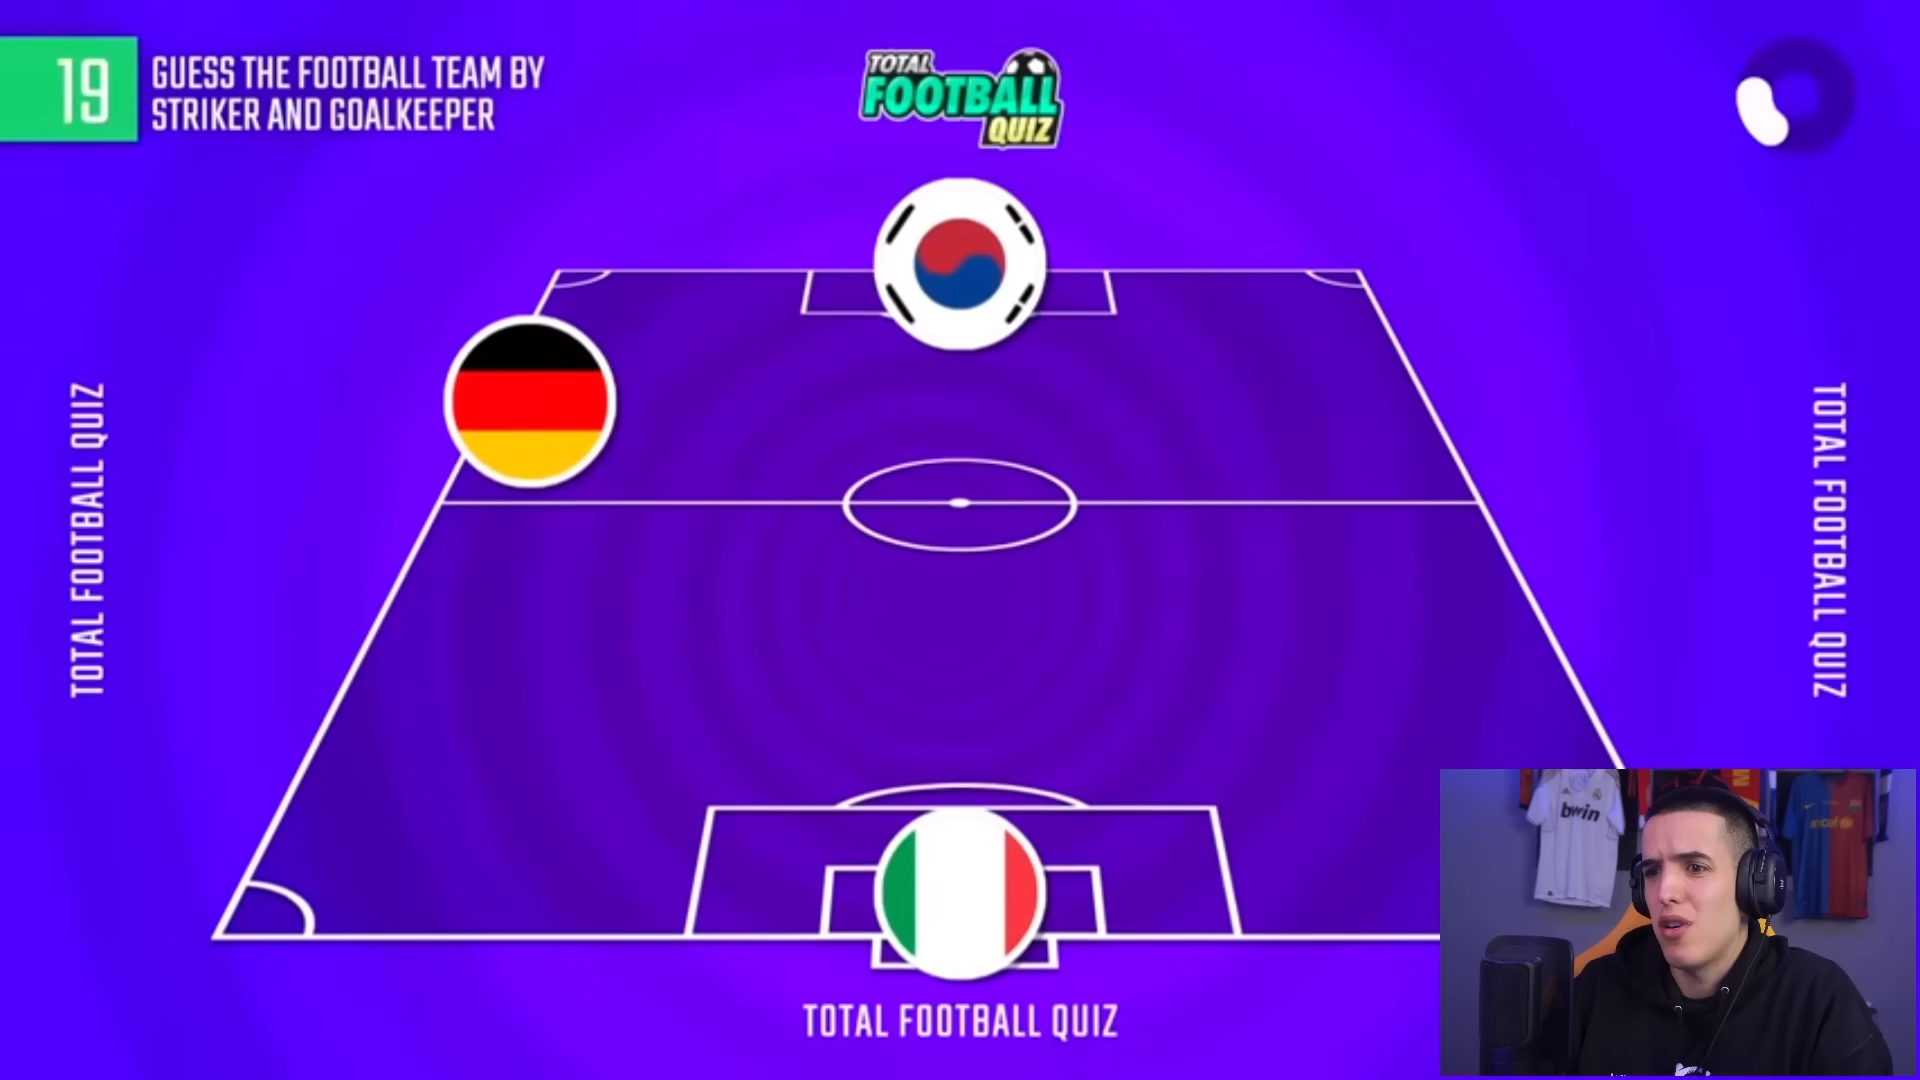 19
GUESS THE FOOTBALL TEAM BY
STRIKER AND GOALKEEPER
TOTAL
FOOTBALL
QUIZ
TOTAL FOOTBALL QUIZ
TOTAL FOOTBALL QUIZ
bwin
unicef
TOTAL FOOTBALL QUIZ